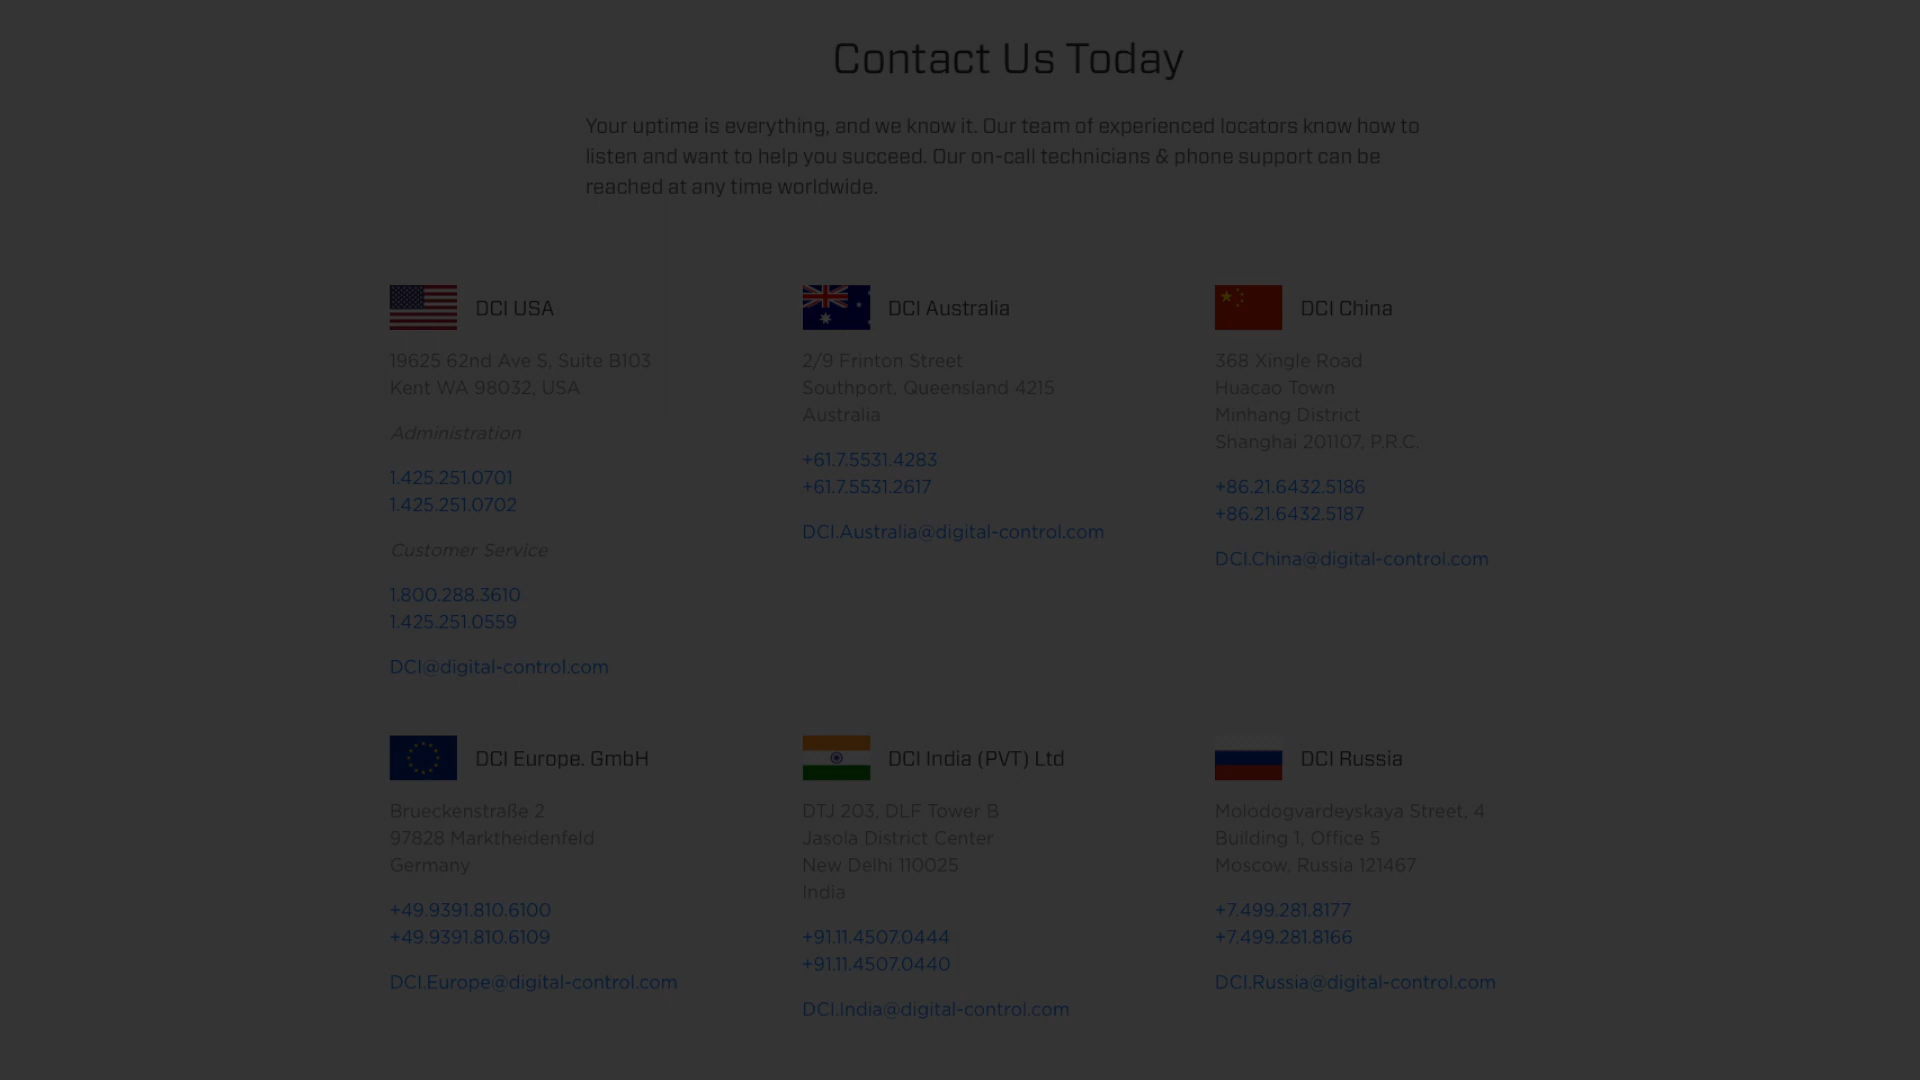 Contact Us Today
Your uptime is everything, and we know it. Our team of experienced locators know how to
listen and want to help you succeed. Our on-call technicians & phone support can be
reached at any time worldwide.
DCI USA
19625 62nd Ave S, Suite B103
Kent WA 98032, USA
Administration
1.425.251.0701
1.425.251.0702
Customer Service
1.800.288.3610
1.425.251.0559
DCI@digital-control.com
DCI Australia
2/9 Frinton Street
Southport, Queensland 4215
Australia
+61.7.5531.4283
+61.7.5531.2617
DCI.Australia@digital-control.com
DCI China
368 Xingle Road
Huacao Town
Minhang District
Shanghai 201107, P.R.C.
+86.21.6432.5186
+86.21.6432.5187
DCI.China@digital-control.com
DCI Europe. GmbH
Brueckenstraße 2
97828 Marktheidenfeld
Germany
+49.9391.810.6100
+49.9391.810.6109
DCI.Europe@digital-control.com
DCI India (PVT) Ltd
DTJ 203, DLF Tower B
Jasola District Center
New Delhi 110025
India
+91.11.4507.0444
+91.11.4507.0440
DCI.India@digital-control.com
DCI Russia
Molodogvardeyskaya Street, 4
Building 1, Office 5
Moscow, Russia 121467
+7.499.281.8177
+7.499.281.8166
DCI.Russia@digital-control.com